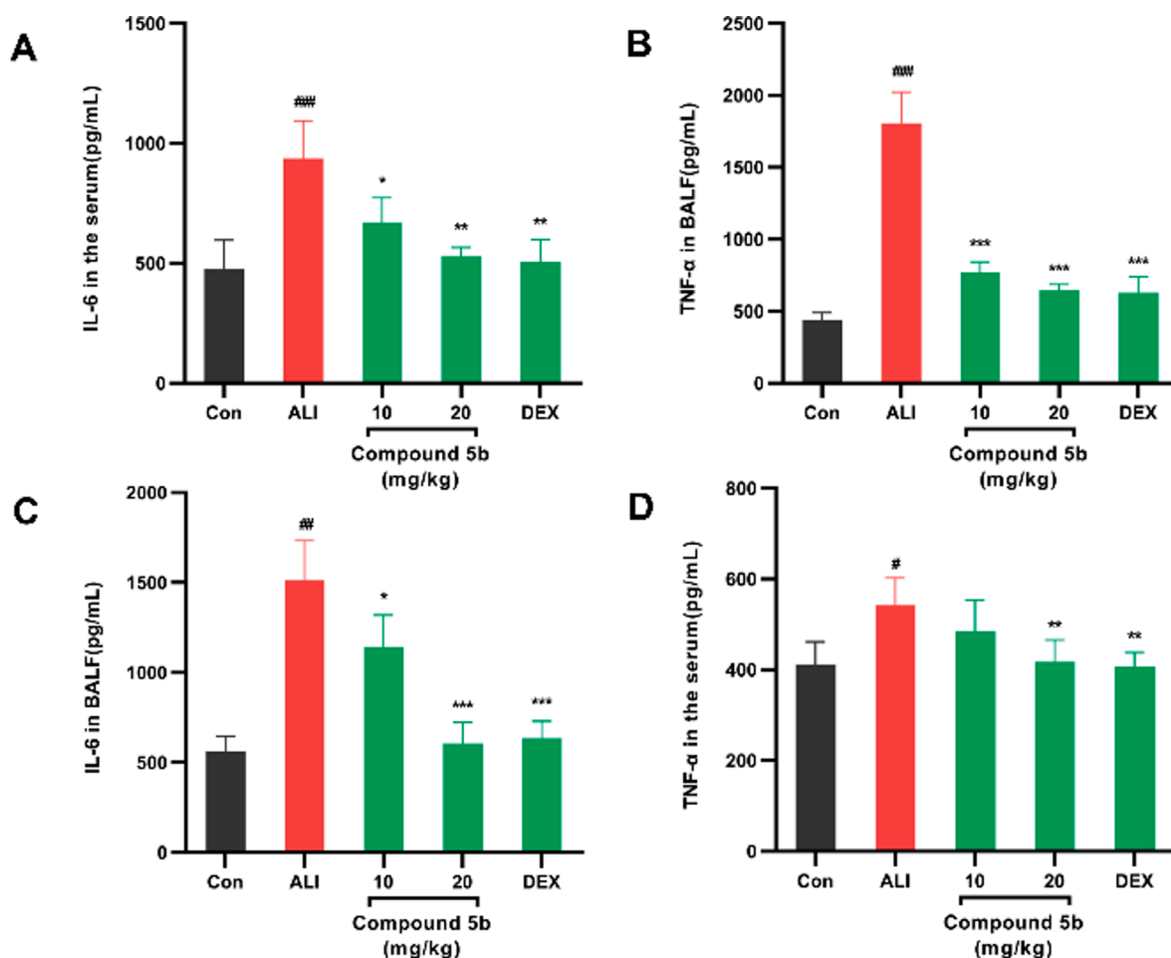 A
IL-6 in the serum(pg/mL)
1500
1000
500
0
###
*
**
**
Con ALI 10 20 DEX
Compound 5b
(mg/kg)
B
TNF-α in BALF(pg/mL)
2500
2000
1500
1000
500
0
###
***
***
***
Con ALI 10 20 DEX
Compound 5b
(mg/kg)
C
IL-6 in BALF(pg/mL)
2000
1500
1000
500
0
##
*
***
***
Con ALI 10 20 DEX
Compound 5b
(mg/kg)
D
TNF-α in the serum(pg/mL)
800
600
400
200
0
#
**
**
Con ALI 10 20 DEX
Compound 5b
(mg/kg)